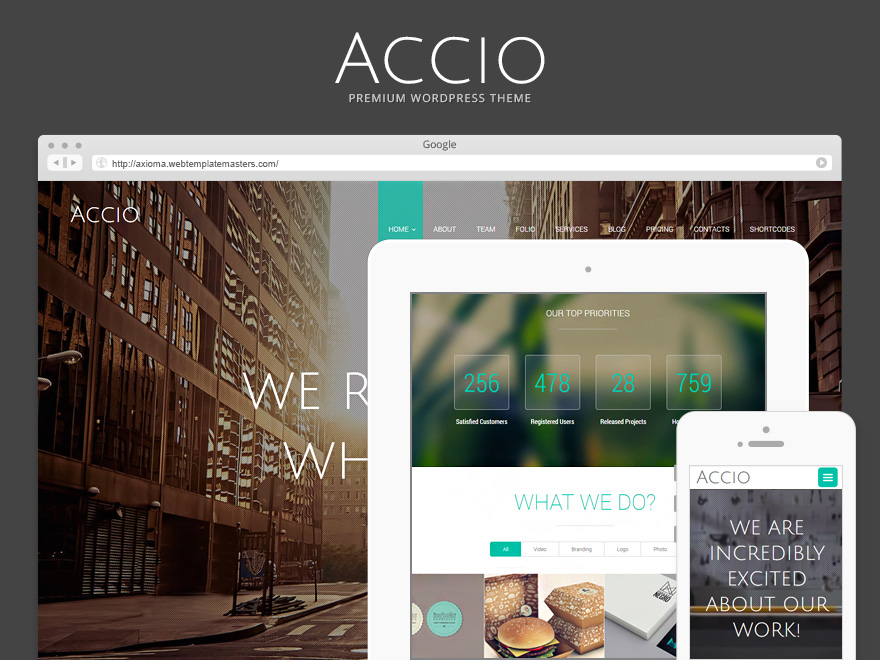 ACCIO
PREMIUM WORDPRESS THEME
Google
http://axioma.webtemplatemasters.com/
ACCIO
HOME ABOUT TEAM FOLIO SERVICES BLOG PRICING CONTACTS SHORTCODES
WE R
WH
OUR TOP PRIORITIES
256 478 28 759
Satisfied Customers Registered Users Released Projects
WHAT WE DO?
All Video Branding Logo Photo
ACCIO
WE ARE
INCREDIBLY
EXCITED
ABOUT OUR
WORK!